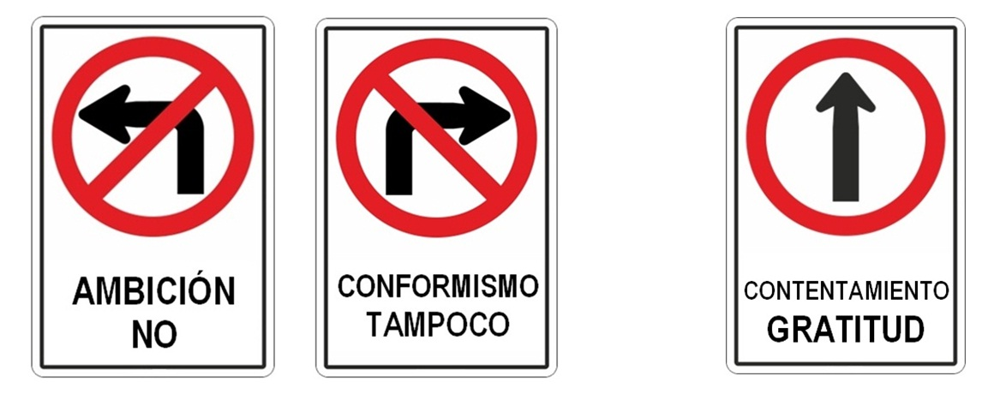 AMBICIÓN
NO
CONFORMISMO
TAMPOCO
CONTENTAMIENTO
GRATITUD